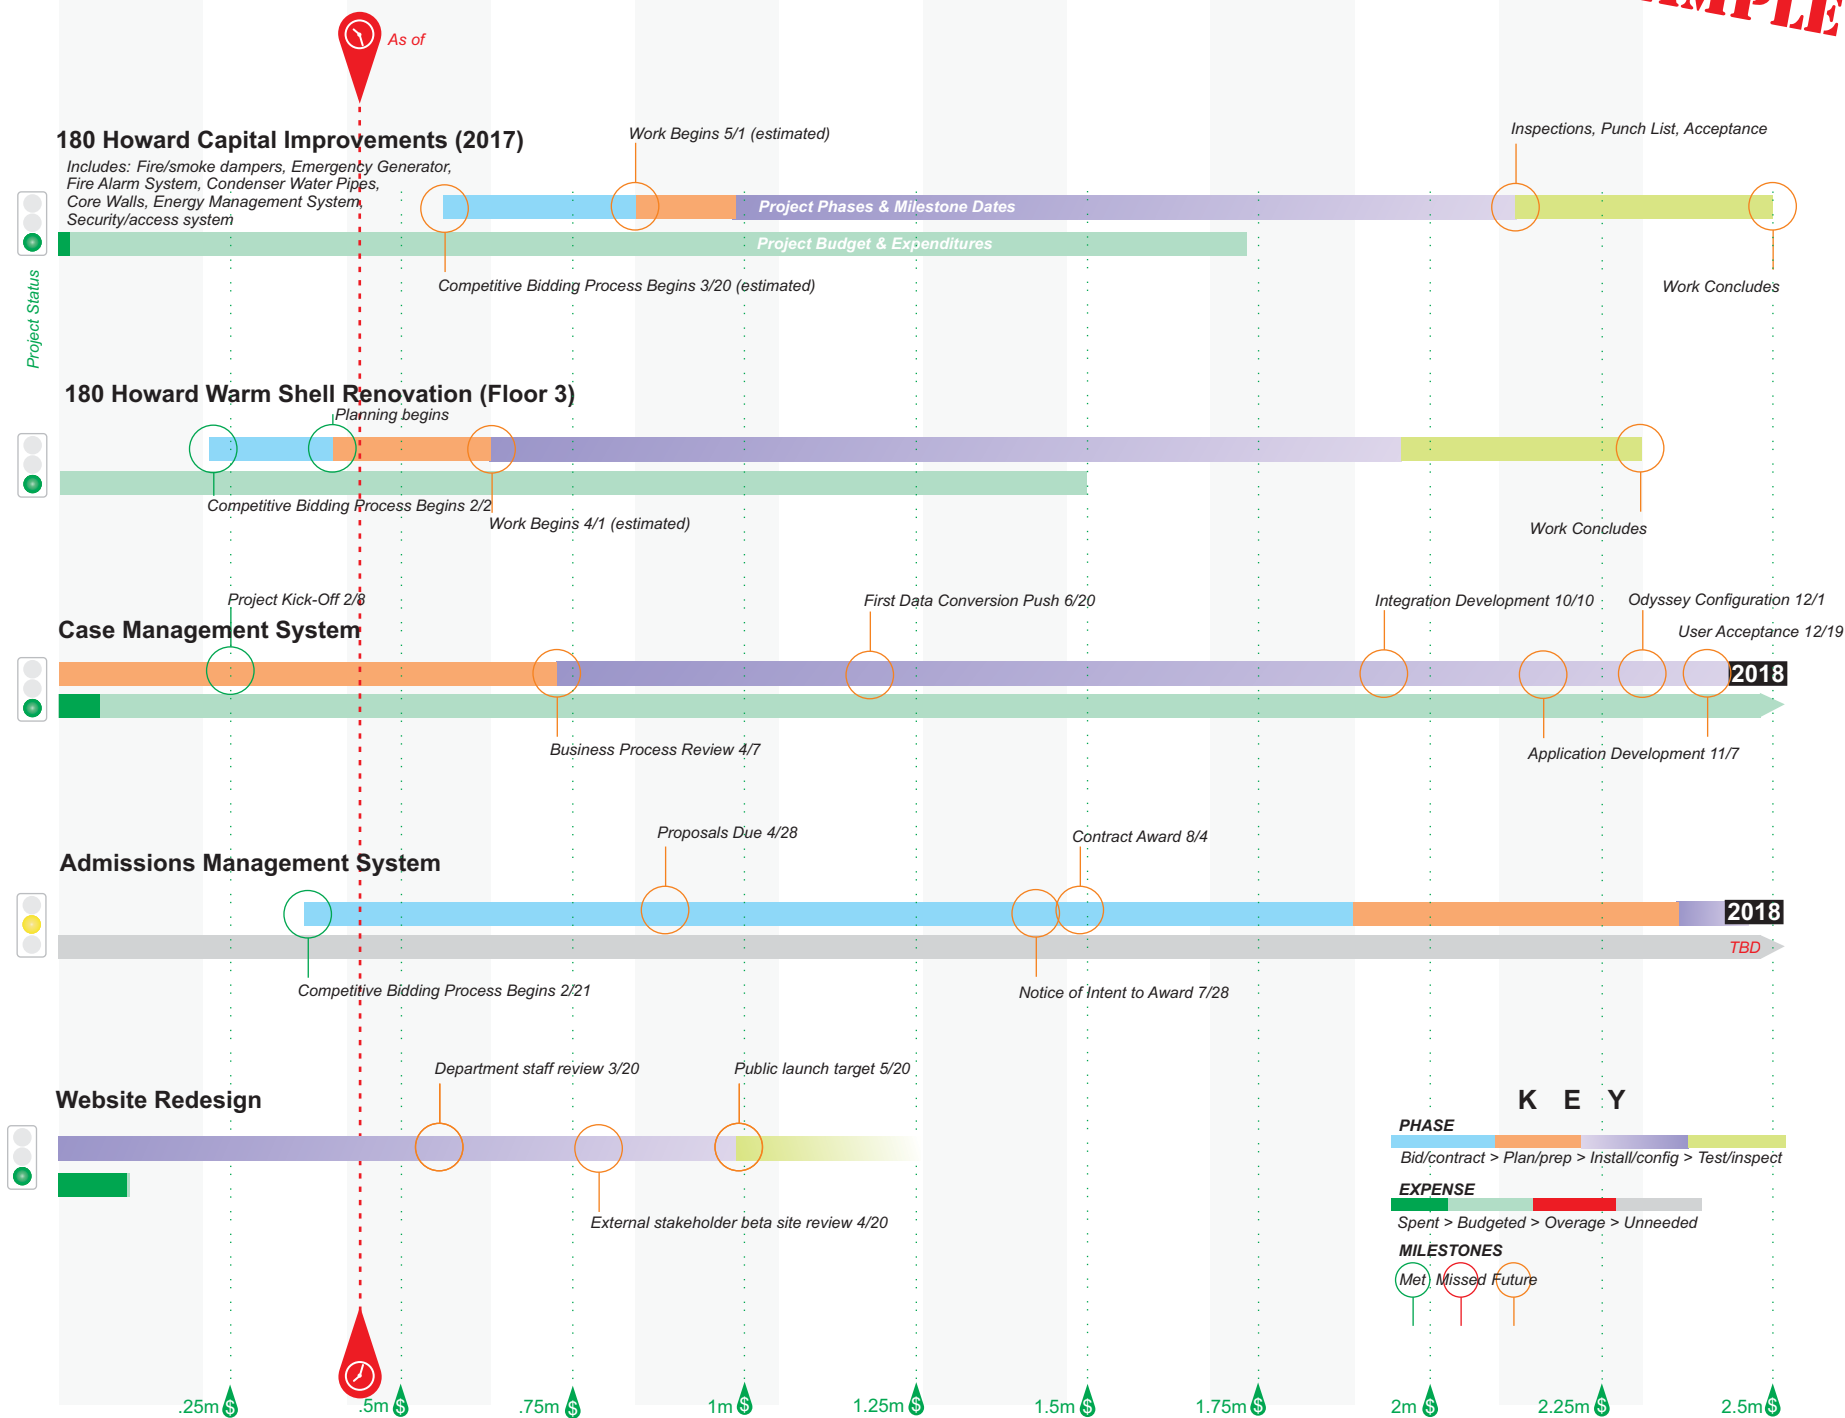 As of
180 Howard Capital Improvements (2017)
Includes: Fire/smoke dampers, Emergency Generator,
Fire Alarm System, Condenser Water Pipes,
Core Walls, Energy Management System,
Security/access system
Work Begins 5/1 (estimated)
Inspections, Punch List, Acceptance
Project Phases & Milestone Dates
Project Budget & Expenditures
Competitive Bidding Process Begins 3/20 (estimated)
Work Concludes
Project Status
180 Howard Warm Shell Renovation (Floor 3)
Planning begins
Competitive Bidding Process Begins 2/2
Work Begins 4/1 (estimated)
Work Concludes
Project Kick-Off 2/8
First Data Conversion Push 6/20
Integration Development 10/10
Odyssey Configuration 12/1
User Acceptance 12/19
Case Management System
2018
Business Process Review 4/7
Application Development 11/7
Proposals Due 4/28
Contract Award 8/4
Admissions Management System
2018
TBD
Competitive Bidding Process Begins 2/21
Notice of Intent to Award 7/28
Department staff review 3/20
Public launch target 5/20
Website Redesign
External stakeholder beta site review 4/20
K E Y
PHASE
Bid/contract > Plan/prep > Install/config > Test/inspect
EXPENSE
Spent > Budgeted > Overage > Unneeded
MILESTONES
Met Missed Future
.25m $ .5m $ .75m $ 1m $ 1.25m $ 1.5m $ 1.75m $ 2m $ 2.25m $ 2.5m $